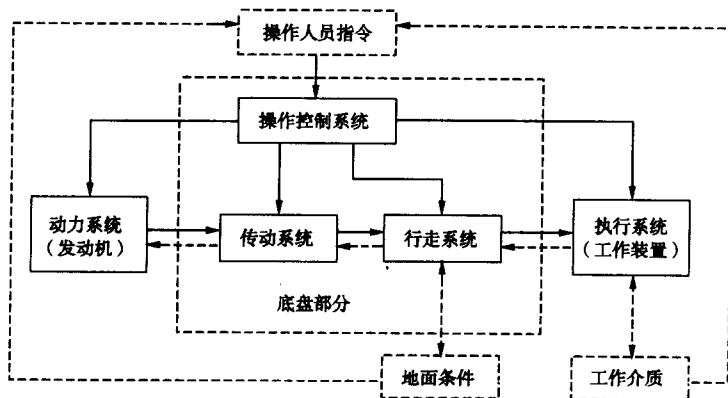 操作人员指令
操作控制系统
动力系统
（发动机）
传动系统
行走系统
执行系统
（工作装置）
底盘部分
地面条件
工作介质